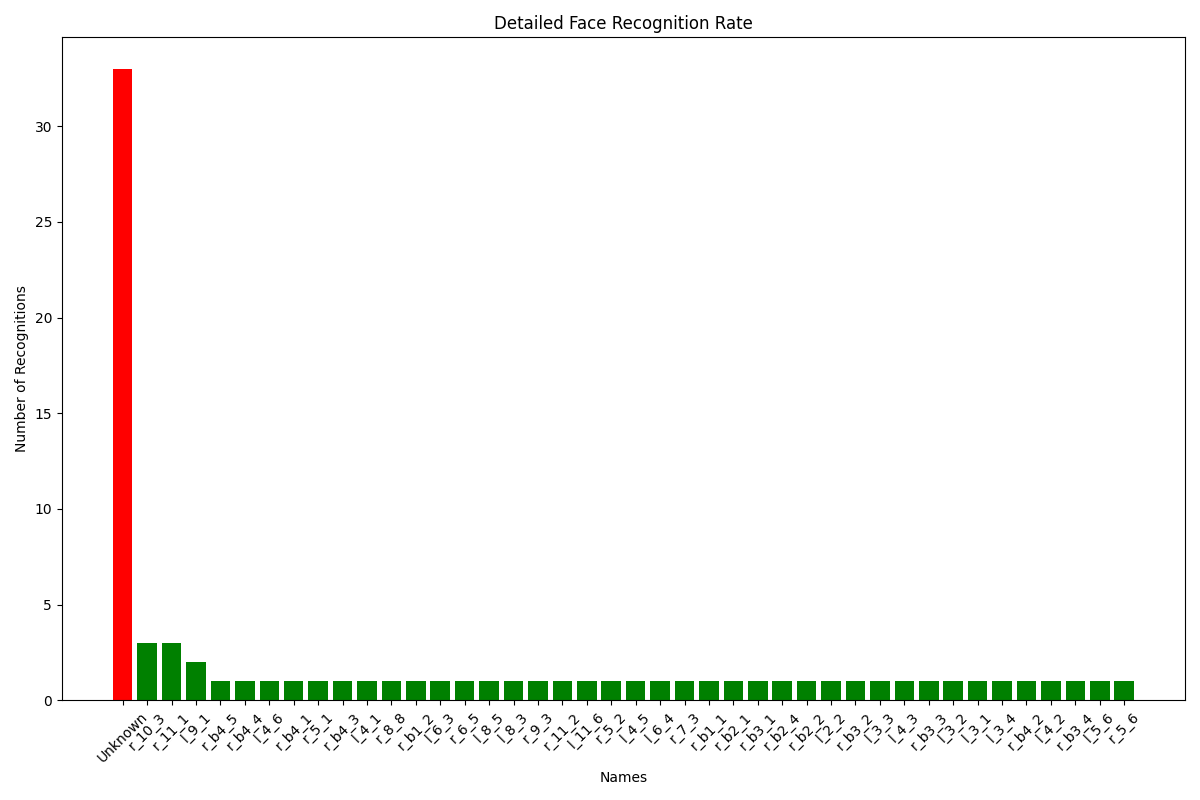 Detailed Face Recognition Rate
Number of Recognitions
30
25
20
15
10
5
0
Unknown
r_10_3
r_11_1
l_9_1
r_b4_5
r_b4_4
l_4_6
r_b4_1
r_5_1
r_b4_3
l_4_1
r_8_8
r_b1_2
l_6_3
r_6_5
l_8_5
l_8_3
r_9_3
r_11_2
l_11_6
r_5_2
l_4_5
l_6_4
r_7_3
r_b1_1
r_b2_1
r_b3_1
r_b2_4
r_b2_2
l_2_2
r_b3_2
l_3_3
l_4_3
r_b3_3
l_3_2
l_3_1
l_3_4
r_b4_2
l_4_2
r_b3_4
l_5_6
r_5_6
Names